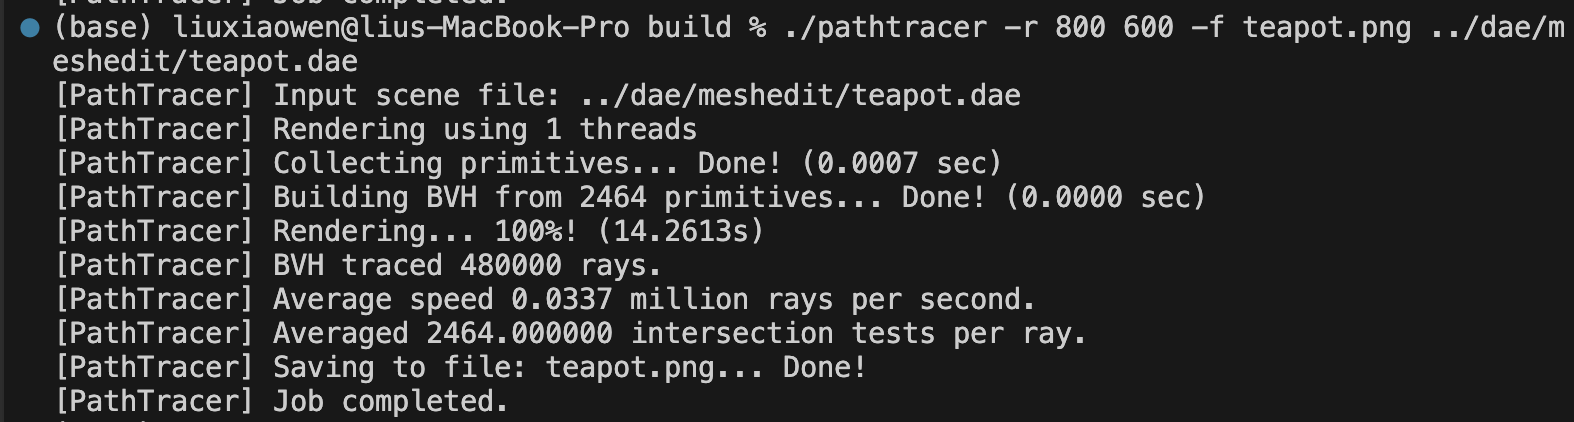 [PathTracer] Job completed.
(base) liuxiaowen@lius-MacBook-Pro build % ./pathtracer -r 800 600 -f teapot.png ../dae/m
eshedit/teapot.dae
[PathTracer] Input scene file: ../dae/meshedit/teapot.dae
[PathTracer] Rendering using 1 threads
[PathTracer] Collecting primitives... Done! (0.0007 sec)
[PathTracer] Building BVH from 2464 primitives... Done! (0.0000 sec)
[PathTracer] Rendering... 100%! (14.2613s)
[PathTracer] BVH traced 480000 rays.
[PathTracer] Average speed 0.0337 million rays per second.
[PathTracer] Averaged 2464.000000 intersection tests per ray.
[PathTracer] Saving to file: teapot.png... Done!
[PathTracer] Job completed.